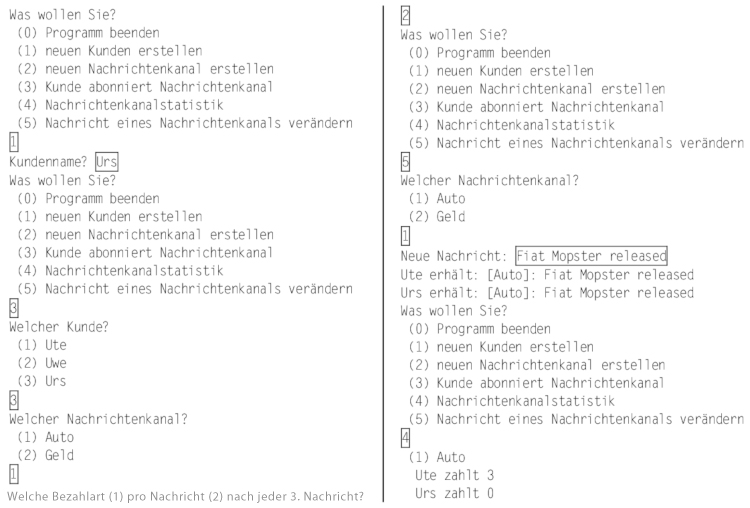 Was wollen Sie?
(0) Programm beenden
(1) neuen Kunden erstellen
(2) neuen Nachrichtenkanal erstellen
(3) Kunde abonniert Nachrichtenkanal
(4) Nachrichtenkanalstatistik
(5) Nachricht eines Nachrichtenkanals verändern
1
Kundenname? Urs
Was wollen Sie?
(0) Programm beenden
(1) neuen Kunden erstellen
(2) neuen Nachrichtenkanal erstellen
(3) Kunde abonniert Nachrichtenkanal
(4) Nachrichtenkanalstatistik
(5) Nachricht eines Nachrichtenkanals verändern
3
Welcher Kunde?
(1) Ute
(2) Uwe
(3) Urs
3
Welcher Nachrichtenkanal?
(1) Auto
(2) Geld
1
Welche Bezahlart (1) pro Nachricht (2) nach jeder 3. Nachricht?
2
Was wollen Sie?
(0) Programm beenden
(1) neuen Kunden erstellen
(2) neuen Nachrichtenkanal erstellen
(3) Kunde abonniert Nachrichtenkanal
(4) Nachrichtenkanalstatistik
(5) Nachricht eines Nachrichtenkanals verändern
5
Welcher Nachrichtenkanal?
(1) Auto
(2) Geld
1
Neue Nachricht: Fiat Mopster released
Ute erhält: [Auto]: Fiat Mopster released
Urs erhält: [Auto]: Fiat Mopster released
Was wollen Sie?
(0) Programm beenden
(1) neuen Kunden erstellen
(2) neuen Nachrichtenkanal erstellen
(3) Kunde abonniert Nachrichtenkanal
(4) Nachrichtenkanalstatistik
(5) Nachricht eines Nachrichtenkanals verändern
4
(1) Auto
Ute zahlt 3
Urs zahlt 0